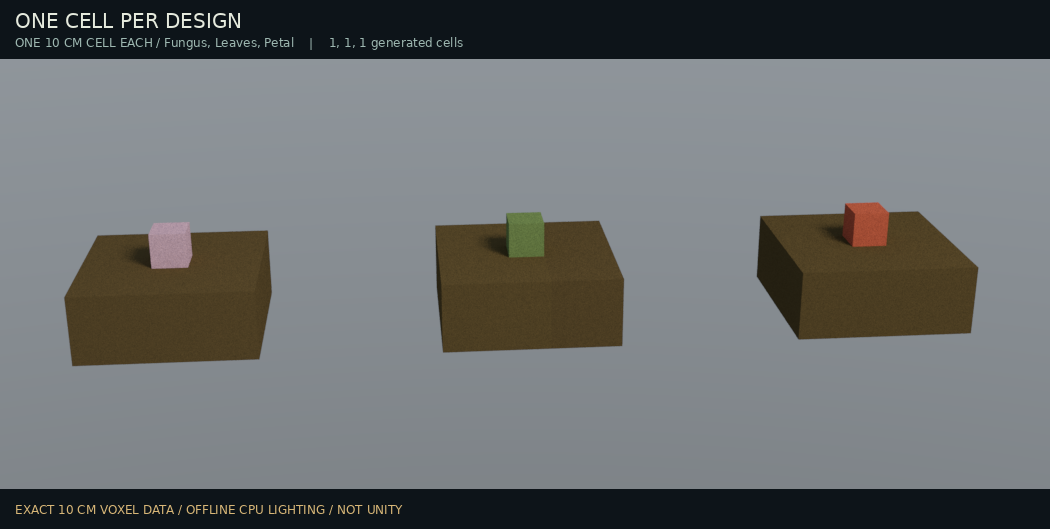 ONE CELL PER DESIGN
ONE 10 CM CELL EACH / Fungus, Leaves, Petal | 1, 1, 1 generated cells
EXACT 10 CM VOXEL DATA / OFFLINE CPU LIGHTING / NOT UNITY